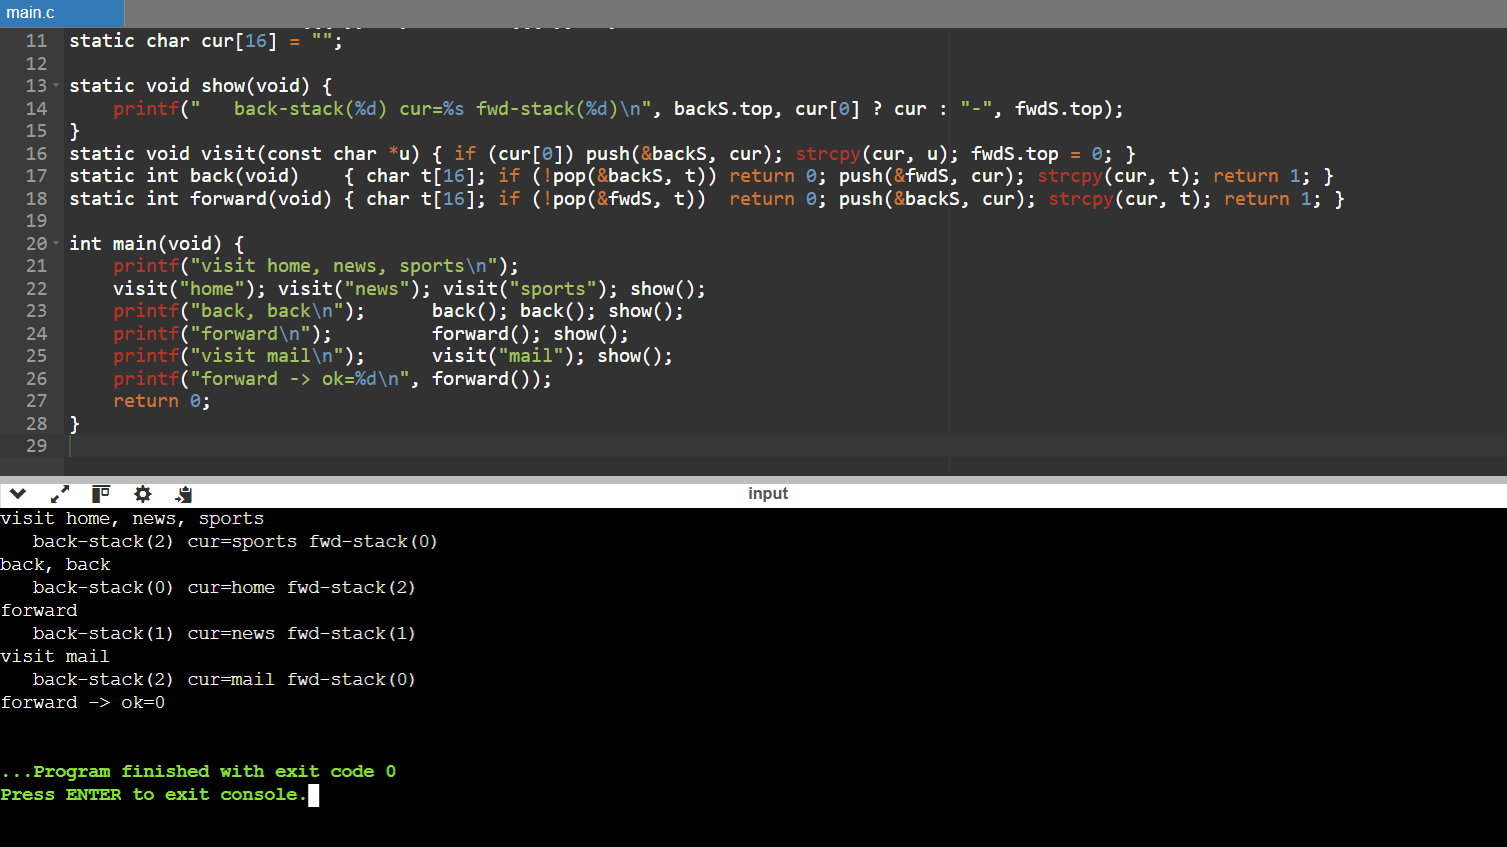 main.c
11 static char cur[16] = "";
12
13 static void show(void) {
14     printf("   back-stack(%d) cur=%s fwd-stack(%d)\n", backS.top, cur[0] ? cur : "-", fwdS.top);
15 }
16 static void visit(const char *u) { if (cur[0]) push(&backS, cur); strcpy(cur, u); fwdS.top = 0; }
17 static int back(void)    { char t[16]; if (!pop(&backS, t)) return 0; push(&fwdS, cur); strcpy(cur, t); return 1; }
18 static int forward(void) { char t[16]; if (!pop(&fwdS, t))  return 0; push(&backS, cur); strcpy(cur, t); return 1; }
19
20 int main(void) {
21     printf("visit home, news, sports\n");
22     visit("home"); visit("news"); visit("sports"); show();
23     printf("back, back\n");      back(); back(); show();
24     printf("forward\n");         forward(); show();
25     printf("visit mail\n");      visit("mail"); show();
26     printf("forward -> ok=%d\n", forward());
27     return 0;
28 }
29
input
visit home, news, sports
   back-stack(2) cur=sports fwd-stack(0)
back, back
   back-stack(0) cur=home fwd-stack(2)
forward
   back-stack(1) cur=news fwd-stack(1)
visit mail
   back-stack(2) cur=mail fwd-stack(0)
forward -> ok=0
...Program finished with exit code 0
Press ENTER to exit console.